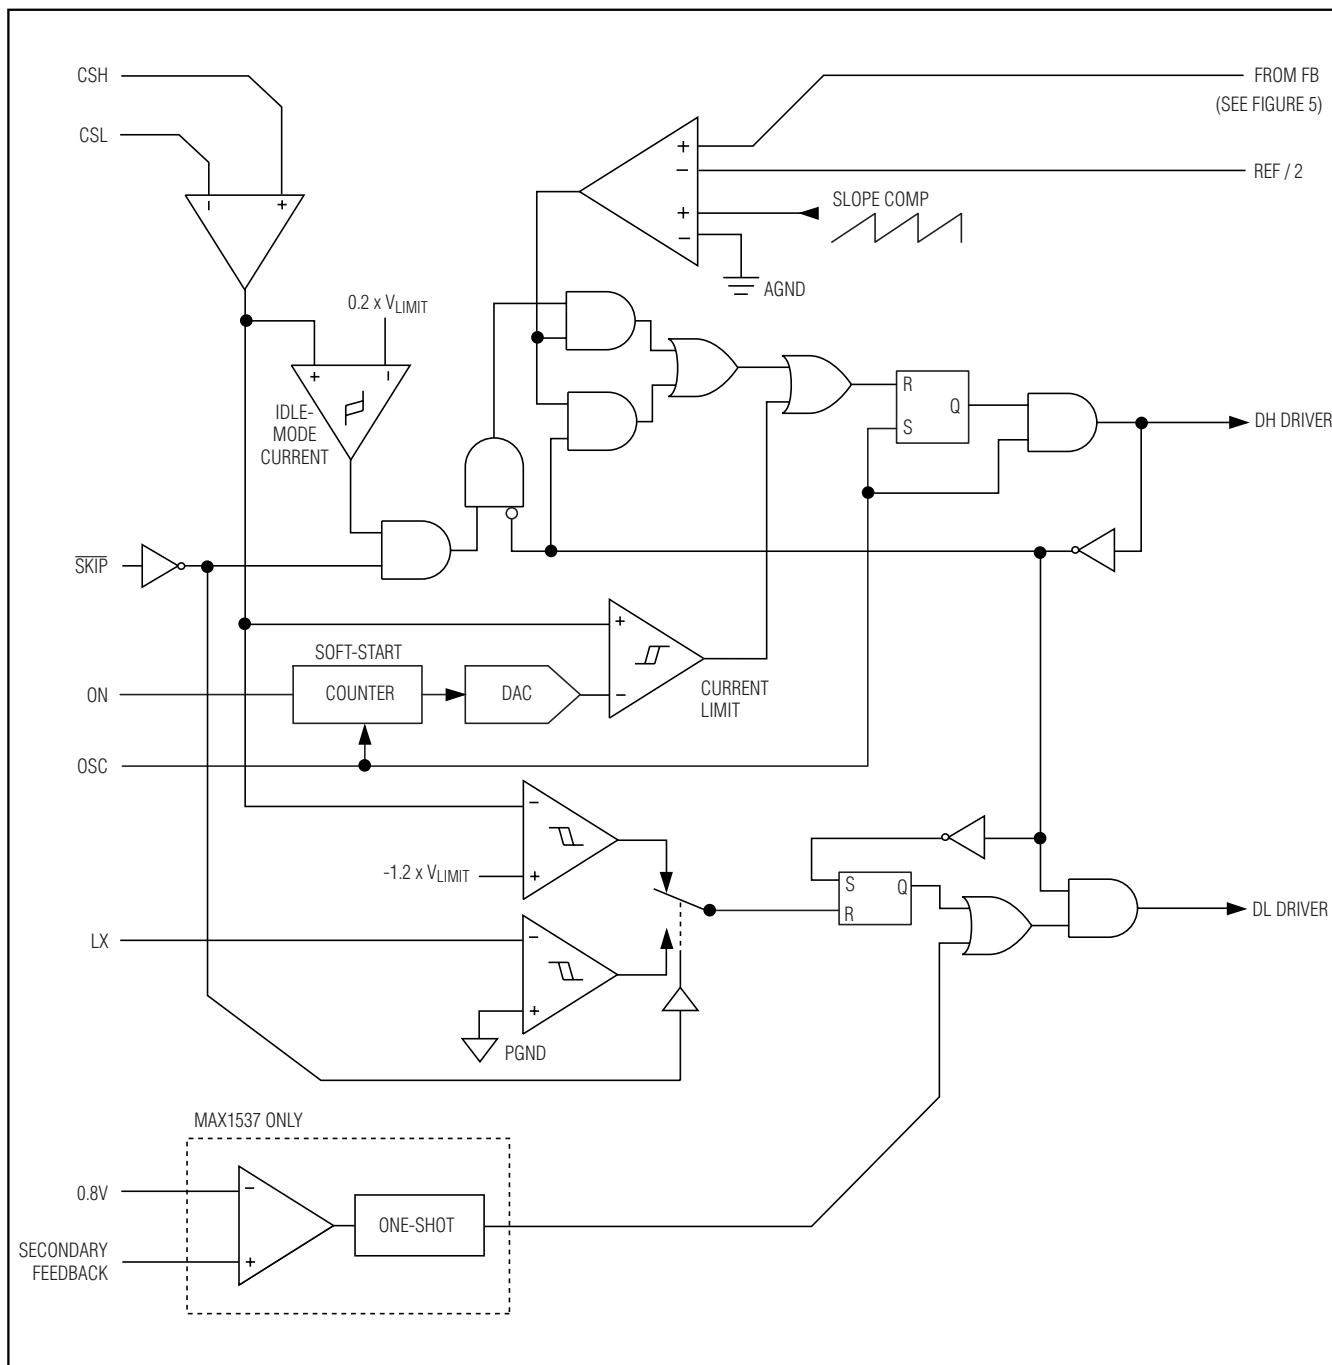 CSH
FROM FB
(SEE FIGURE 5)
CSL
+
−
REF / 2
SLOPE COMP
− +
+
−
AGND
0.2 x VLIMIT
+ −
IDLE-
MODE
CURRENT
R
Q
S
DH DRIVER
SKIP
+
SOFT-START
ON
COUNTER
DAC
−
CURRENT
LIMIT
OSC
−
-1.2 x VLIMIT
+
S
Q
R
DL DRIVER
LX
−
+
PGND
MAX1537 ONLY
0.8V
−
ONE-SHOT
SECONDARY
FEEDBACK
+